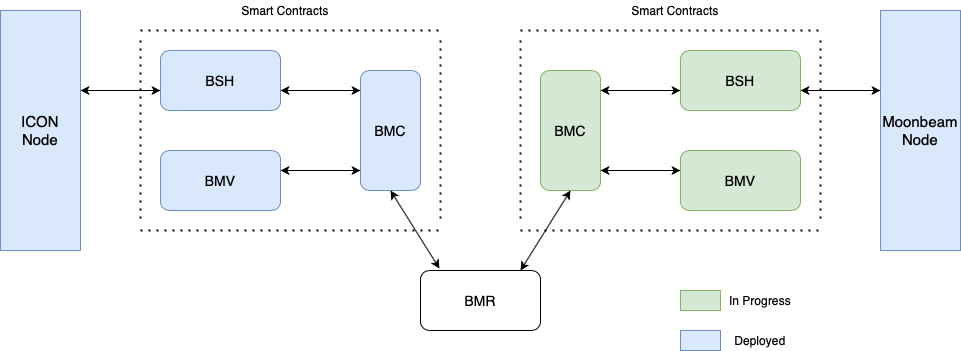 Smart Contracts
Smart Contracts
ICON
Node
BSH
BMC
BMV
BMC
BSH
BMV
Moonbeam
Node
BMR
In Progress
Deployed